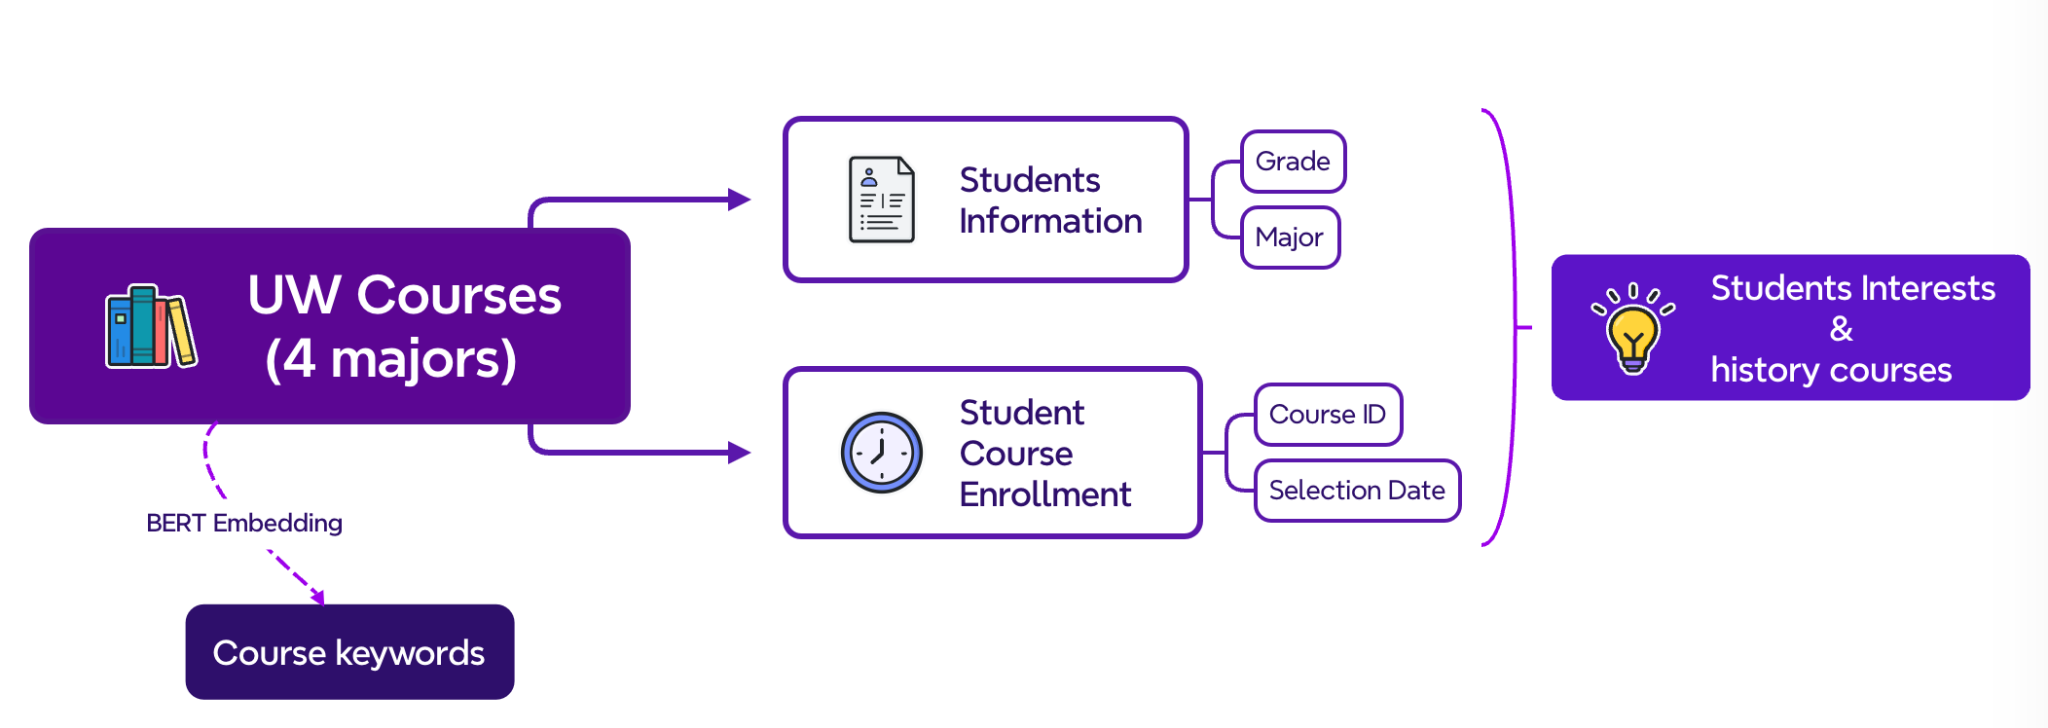 UW Courses
(4 majors)
BERT Embedding
Course keywords
Students
Information
Grade
Major
Student
Course
Enrollment
Course ID
Selection Date
Students Interests
&
history courses